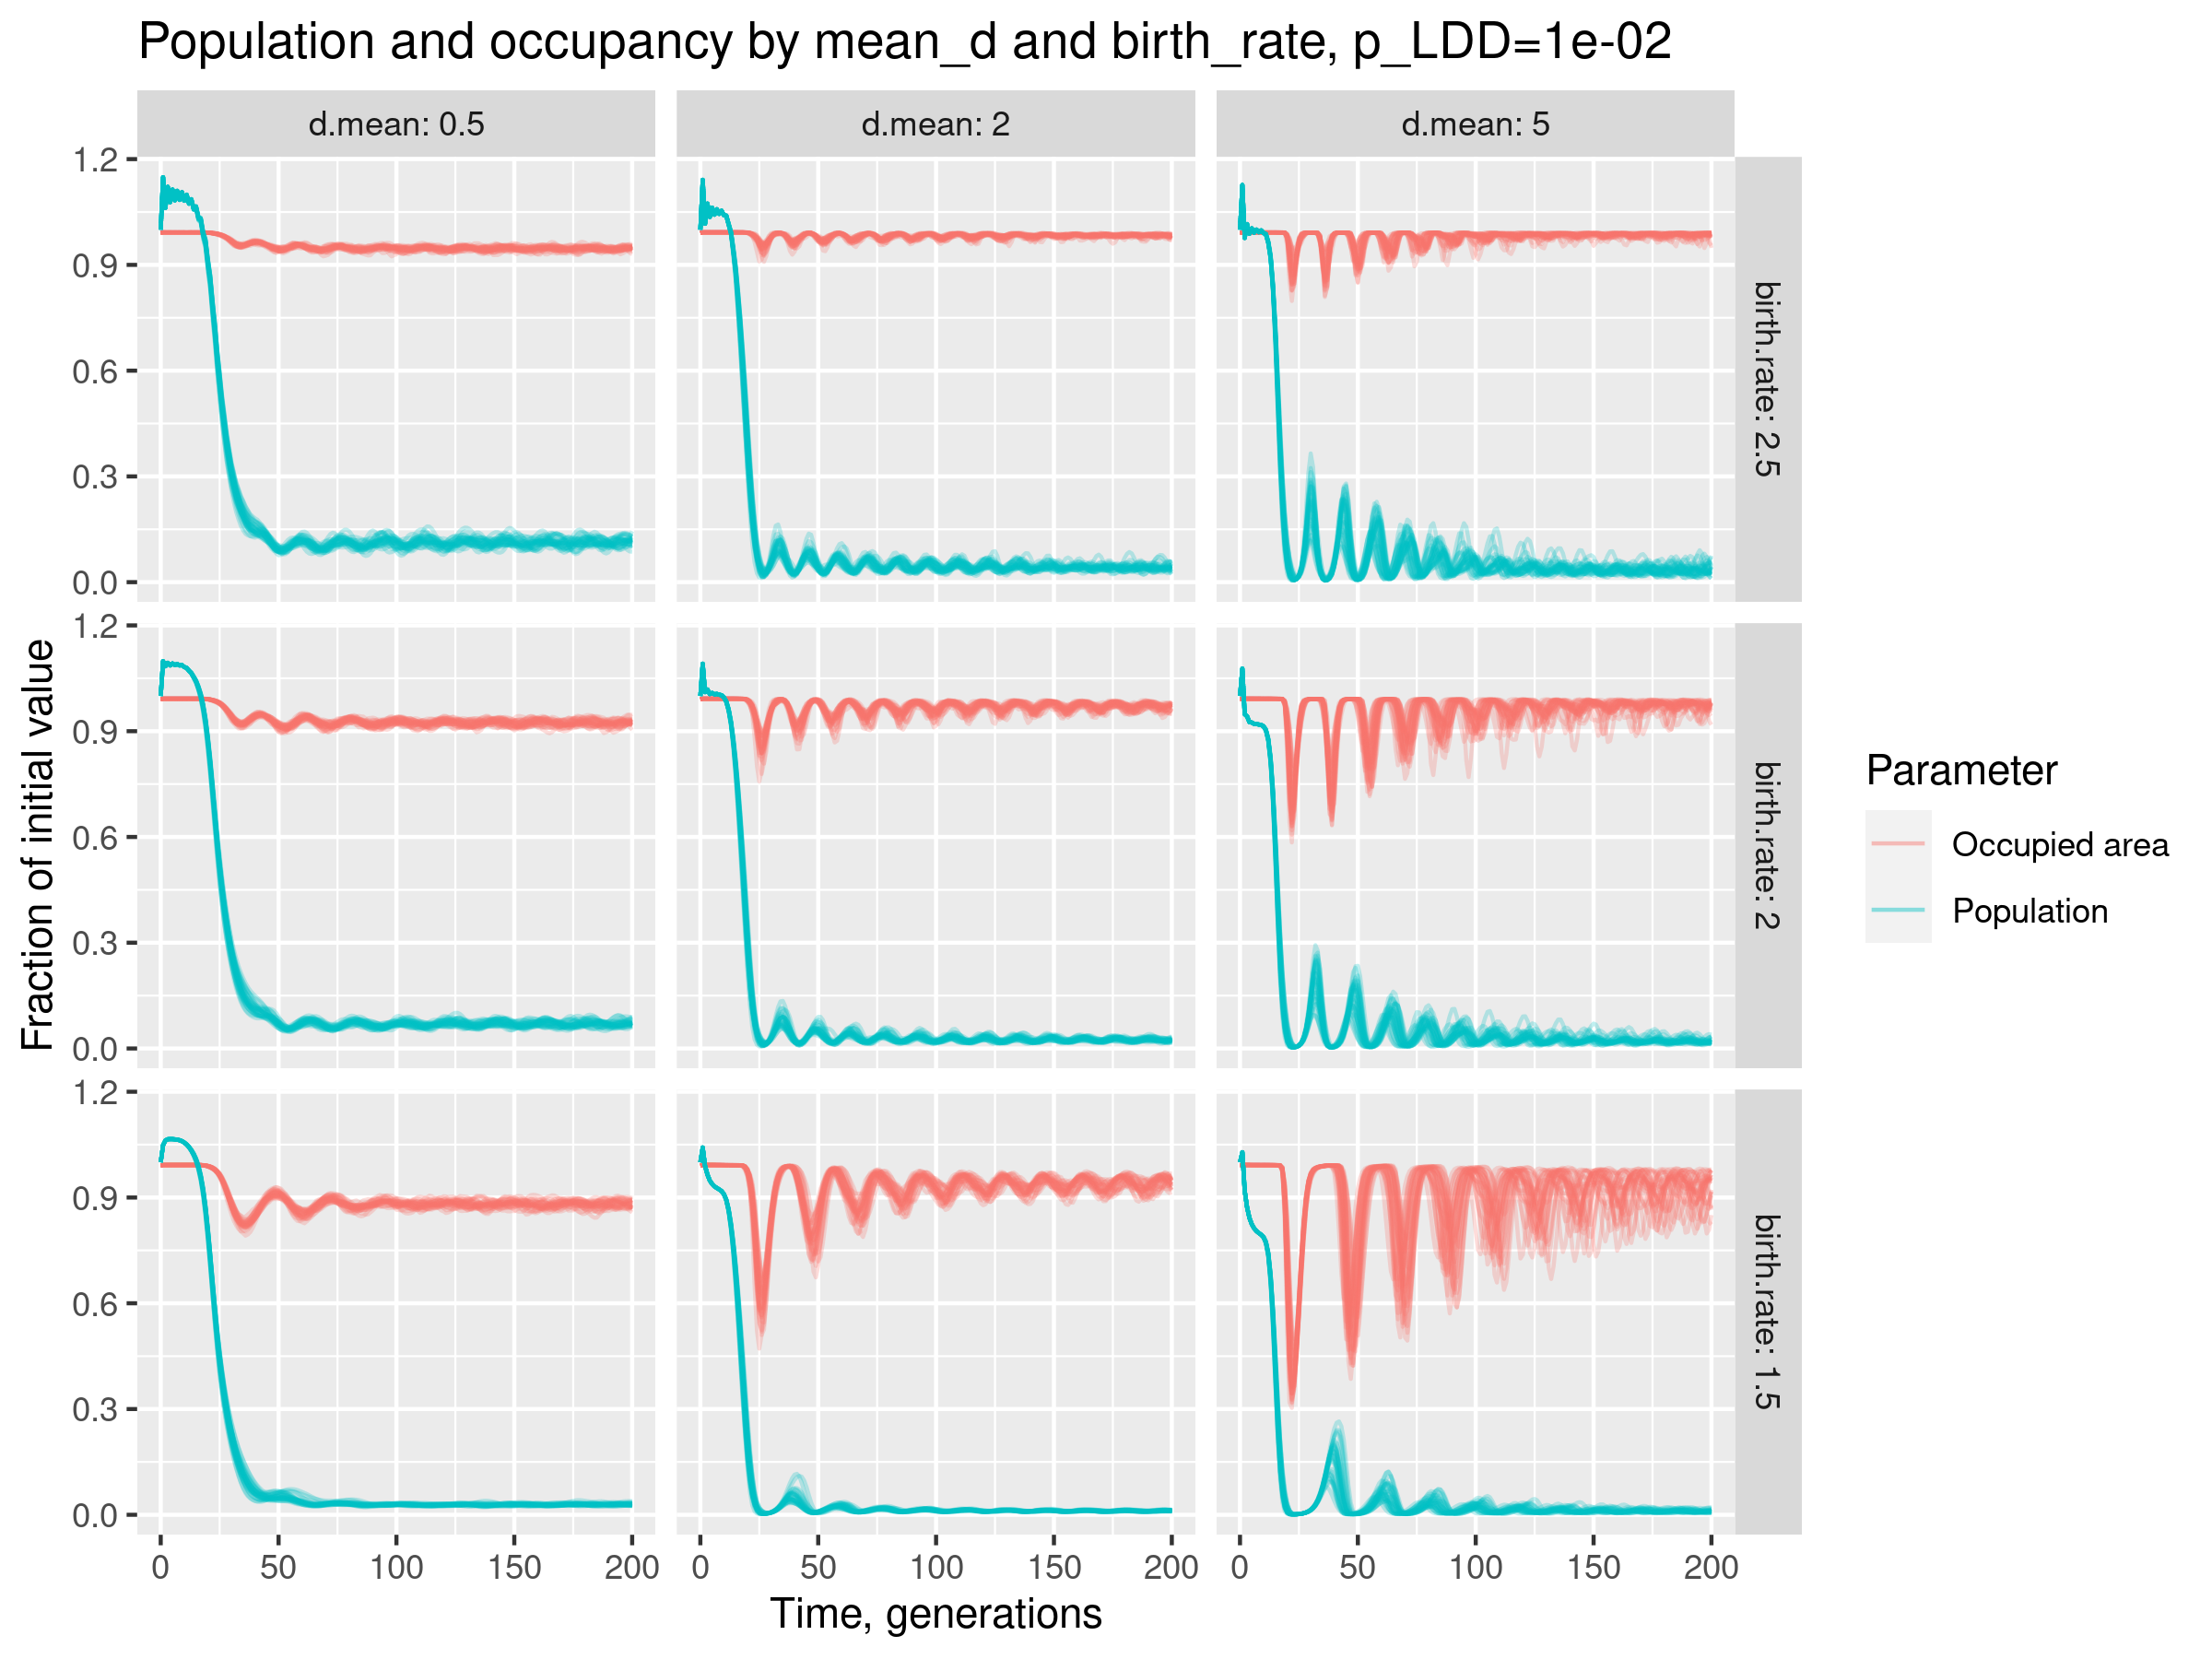 Population and occupancy by mean_d and birth_rate, p_LDD=1e-02
d.mean: 0.5
d.mean: 2
d.mean: 5
1.2
0.9
0.6
0.3
0.0
birth.rate: 2.5
1.2
0.9
0.6
0.3
0.0
birth.rate: 2
1.2
0.9
0.6
0.3
0.0
birth.rate: 1.5
Fraction of initial value
0 50 100 150 200
0 50 100 150 200
0 50 100 150 200
Time, generations
Parameter
Occupied area
Population